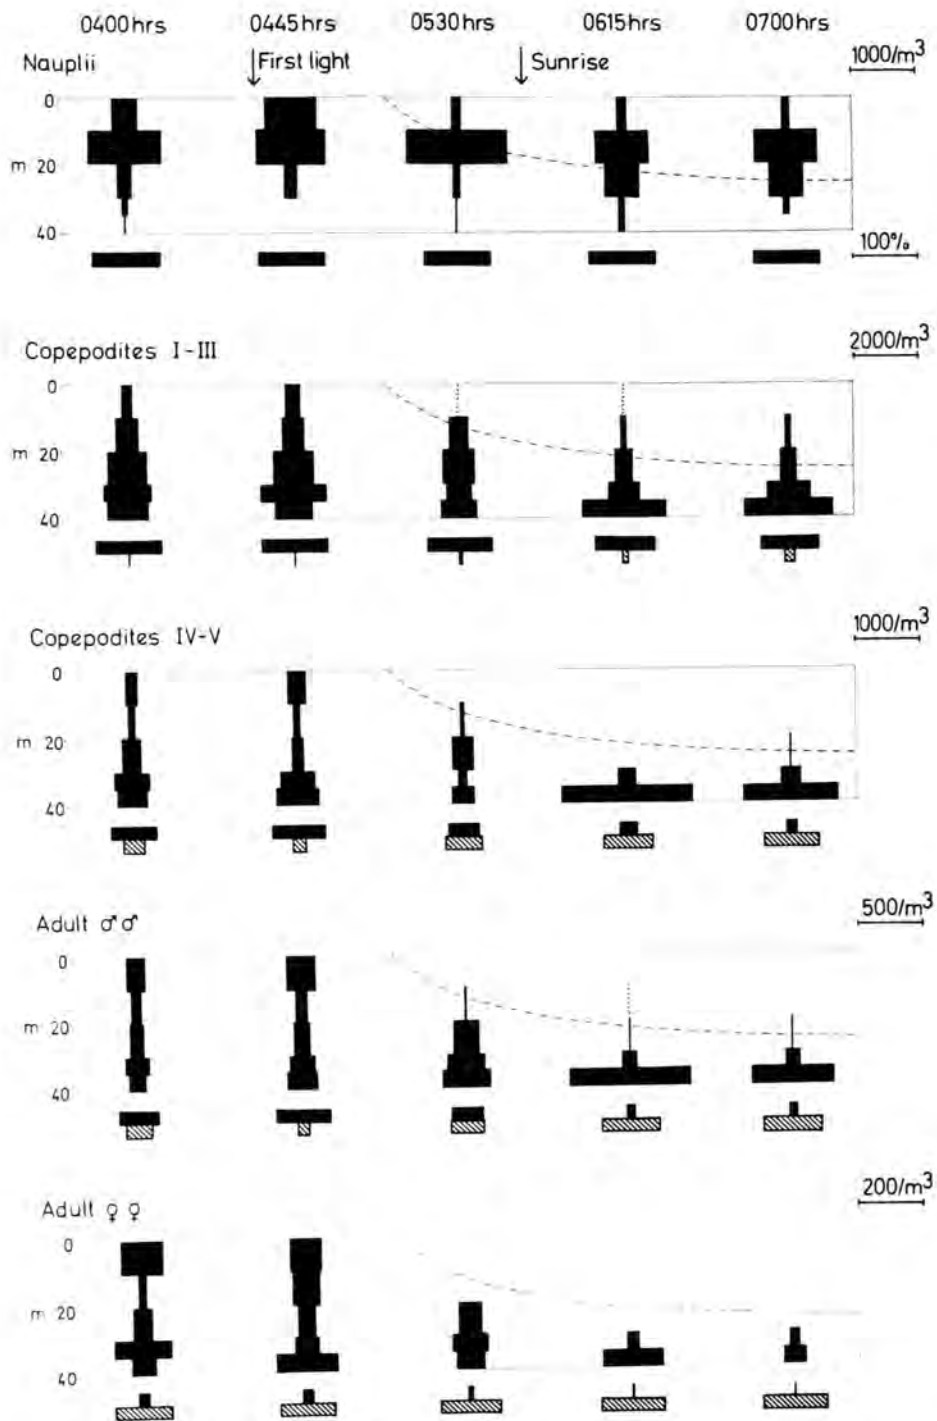 0400hrs 0445hrs 0530hrs 0615hrs 0700hrs
Nauplii ↓First light ↓Sunrise 1000/m³
0
m 20
40
100%
Copepodites I-III 2000/m³
0
m 20
40
Copepodites IV-V 1000/m³
0
m 20
40
Adult ♂♂ 500/m³
0
m 20
40
Adult ♀♀ 200/m³
0
m 20
40